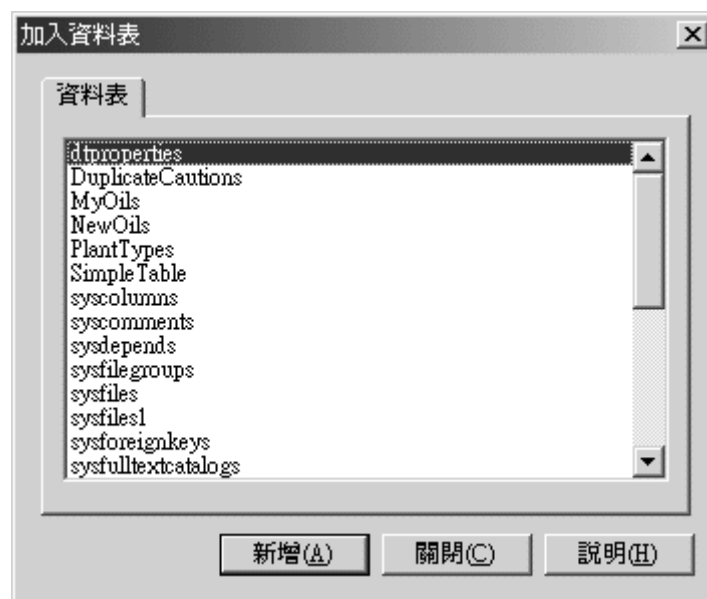 加入資料表
資料表
dtproperties
DuplicateCautions
MyOils
NewOils
PlantTypes
SimpleTable
syscolumns
syscomments
sysdepends
sysfilegroups
sysfiles
sysfiles1
sysforeignkeys
sysfulltextcatalogs
新增(A) 關閉(C) 說明(H)